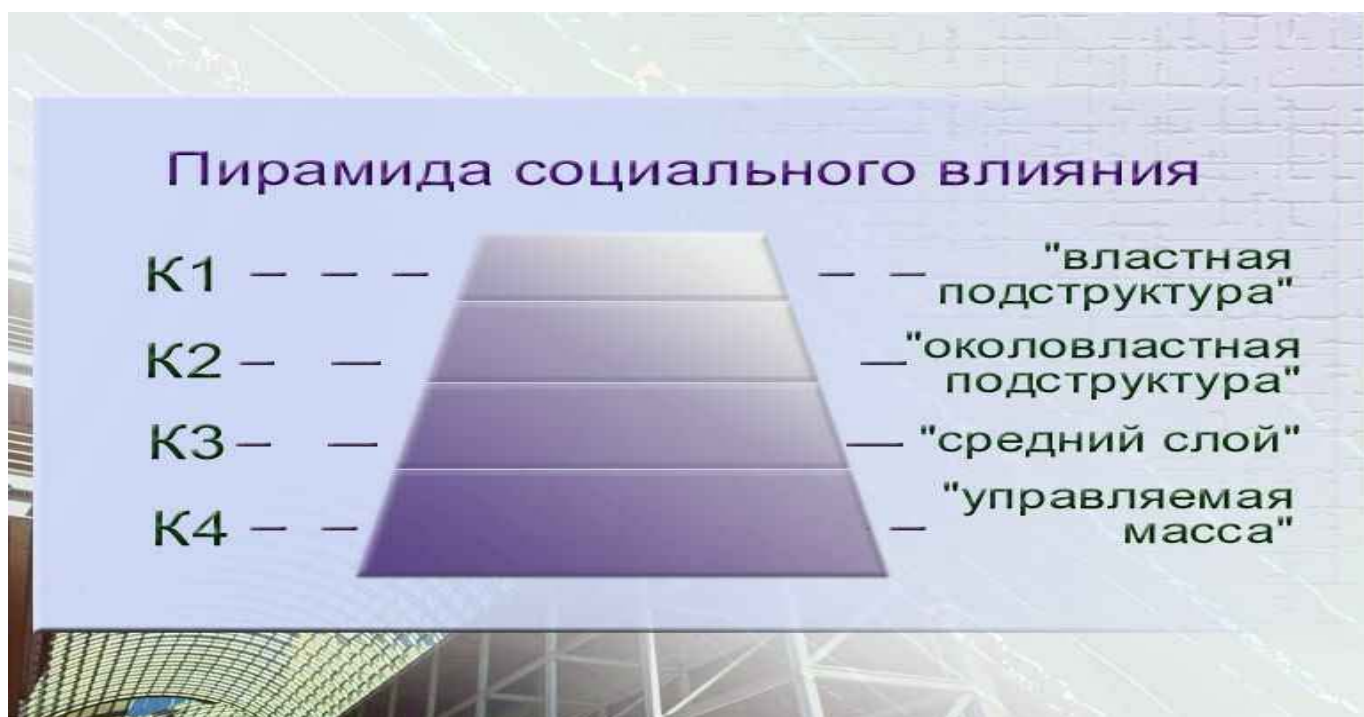 Пирамида социального влияния
К1 – – – – – "властная
подструктура"
К2 – – – "околовластная
подструктура"
К3 – – – "средний слой"
К4 – – – "управляемая
масса"